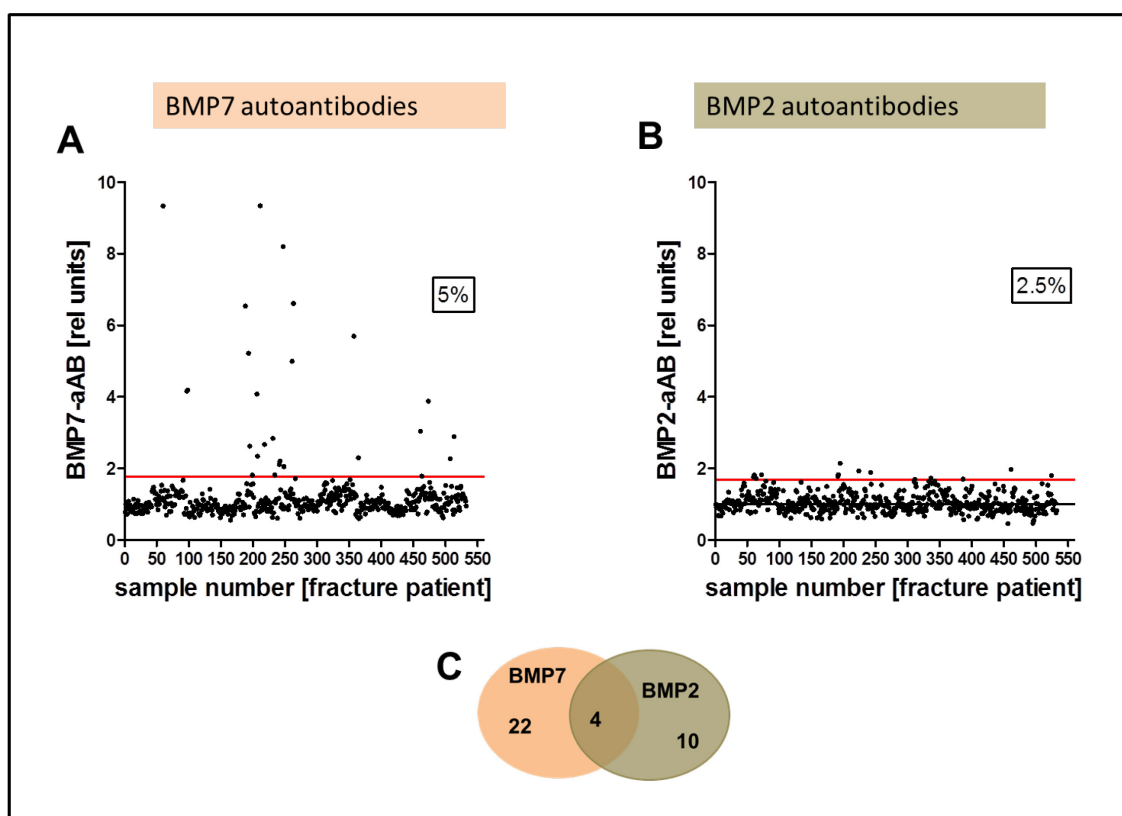 BMP7 autoantibodies
BMP2 autoantibodies
A
B
BMP7-aAB [rel units]
10
8
6
4
2
0
5%
0 50 100 150 200 250 300 350 400 450 500 550
sample number [fracture patient]
BMP2-aAB [rel units]
10
8
6
4
2
0
2.5%
0 50 100 150 200 250 300 350 400 450 500 550
sample number [fracture patient]
C
BMP7
BMP2
22
4
10